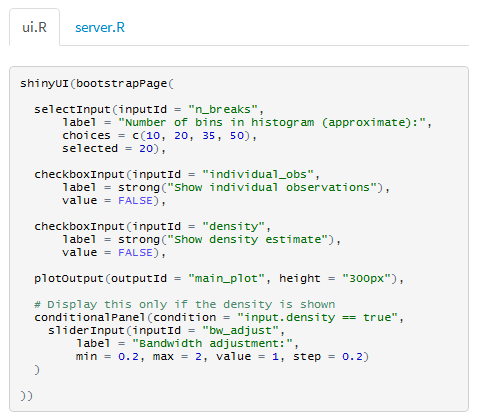 ui.R
server.R
shinyUI(bootstrapPage(
selectInput(inputId = "n_breaks",
label = "Number of bins in histogram (approximate):",
choices = c(10, 20, 35, 50),
selected = 20),
checkboxInput(inputId = "individual_obs",
label = strong("Show individual observations"),
value = FALSE),
checkboxInput(inputId = "density",
label = strong("Show density estimate"),
value = FALSE),
plotOutput(outputId = "main_plot", height = "300px"),
# Display this only if the density is shown
conditionalPanel(condition = "input.density == true",
sliderInput(inputId = "bw_adjust",
label = "Bandwidth adjustment:",
min = 0.2, max = 2, value = 1, step = 0.2)
)
))